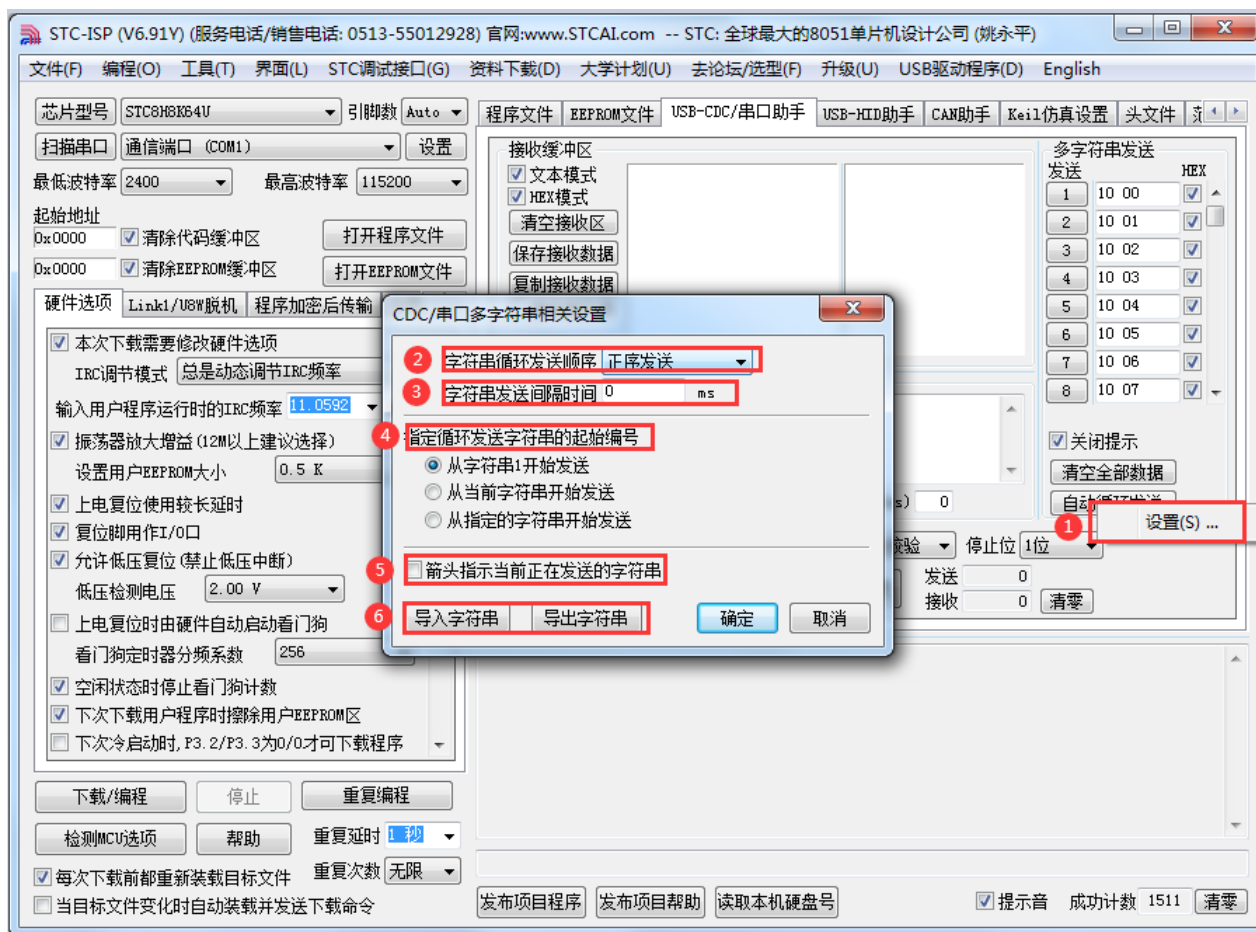 STC-ISP (V6.91Y) (服务电话/销售电话: 0513-55012928) 官网:www.STCAI.com -- STC: 全球最大的8051单片机设计公司 (姚永平)
文件(F) 编程(O) 工具(T) 界面(L) STC调试接口(G) 资料下载(D) 大学计划(U) 去论坛/选型(F) 升级(U) USB驱动程序(D) English
芯片型号 STC8H8K64U 引脚数 Auto
扫描串口 通信端口 (COM1) 设置
最低波特率 2400 最高波特率 115200
起始地址
0x0000 清除代码缓冲区 打开程序文件
0x0000 清除EEPROM缓冲区 打开EEPROM文件
硬件选项 Link1/U8W脱机 程序加密后传输
本次下载需要修改硬件选项
IRC调节模式 总是动态调节IRC频率
输入用户程序运行时的IRC频率 11.0592
振荡器放大增益(12M以上建议选择)
设置用户EEPROM大小 0.5 K
上电复位使用较长延时
复位脚用作I/O口
允许低压复位(禁止低压中断)
低压检测电压 2.00 V
上电复位时由硬件自动启动看门狗
看门狗定时器分频系数 256
空闲状态时停止看门狗计数
下次下载用户程序时擦除用户EEPROM区
下次冷启动时,P3.2/P3.3为0/0才可下载程序
下载/编程 停止 重复编程
检测MCU选项 帮助 重复延时 1 秒
每次下载前都重新装载目标文件 重复次数 无限
当目标文件变化时自动装载并发送下载命令
程序文件 EEPROM文件 USB-CDC/串口助手 USB-HID助手 CAN助手 Keil仿真设置 头文件
接收缓冲区
文本模式
HEX模式
清空接收区
保存接收数据
复制接收数据
多字符串发送
发送 HEX
1 10 00
2 10 01
3 10 02
4 10 03
5 10 04
6 10 05
7 10 06
8 10 07
关闭提示
清空全部数据
s) 0
1 设置(S) ...
校验 停止位 1位
发送 0
接收 0 清零
CDC/串口多字符串相关设置
2 字符串循环发送顺序 正序发送
3 字符串发送间隔时间 0 ms
4 指定循环发送字符串的起始编号
从字符串1开始发送
从当前字符串开始发送
从指定的字符串开始发送
5 箭头指示当前正在发送的字符串
6 导入字符串 导出字符串 确定 取消
发布项目程序 发布项目帮助 读取本机硬盘号 提示音 成功计数 1511 清零